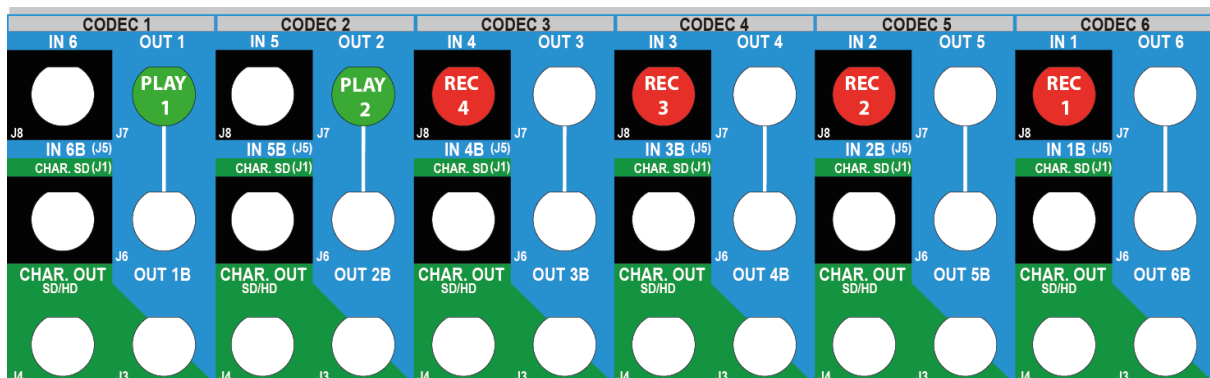 CODEC 1 CODEC 2 CODEC 3 CODEC 4 CODEC 5 CODEC 6
IN 6 OUT 1 IN 5 OUT 2 IN 4 OUT 3 IN 3 OUT 4 IN 2 OUT 5 IN 1 OUT 6
PLAY PLAY REC REC REC REC
1 2 4 3 2 1
J8 J7 J8 J7 J8 J7 J8 J7 J8 J7 J8 J7
IN 6B (J5) IN 5B (J5) IN 4B (J5) IN 3B (J5) IN 2B (J5) IN 1B (J5)
CHAR. SD (J1) CHAR. SD (J1) CHAR. SD (J1) CHAR. SD (J1) CHAR. SD (J1) CHAR. SD (J1)
J6 J6 J6 J6 J6 J6
CHAR. OUT OUT 1B CHAR. OUT OUT 2B CHAR. OUT OUT 3B CHAR. OUT OUT 4B CHAR. OUT OUT 5B CHAR. OUT OUT 6B
SD/HD SD/HD SD/HD SD/HD SD/HD SD/HD
J4 J3 J4 J3 J4 J3 J4 J3 J4 J3 J4 J3